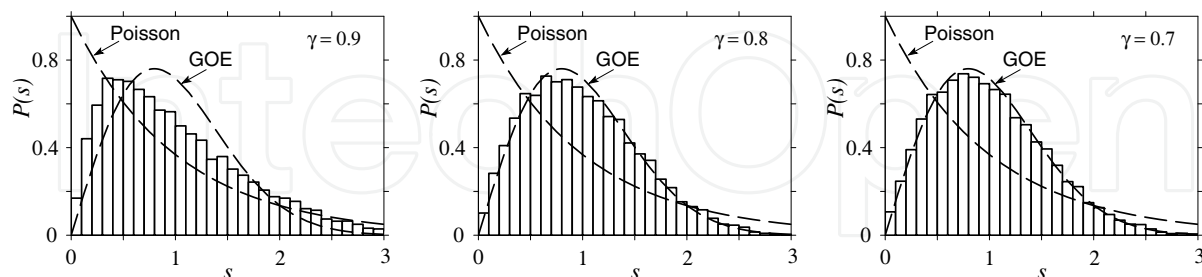 Poisson
GOE
γ = 0.9
P(s)
0.8
0.4
0
0
1
2
3
s
Poisson
GOE
γ = 0.8
P(s)
0.8
0.4
0
0
1
2
3
s
Poisson
GOE
γ = 0.7
P(s)
0.8
0.4
0
0
1
2
3
s
IntechOpen